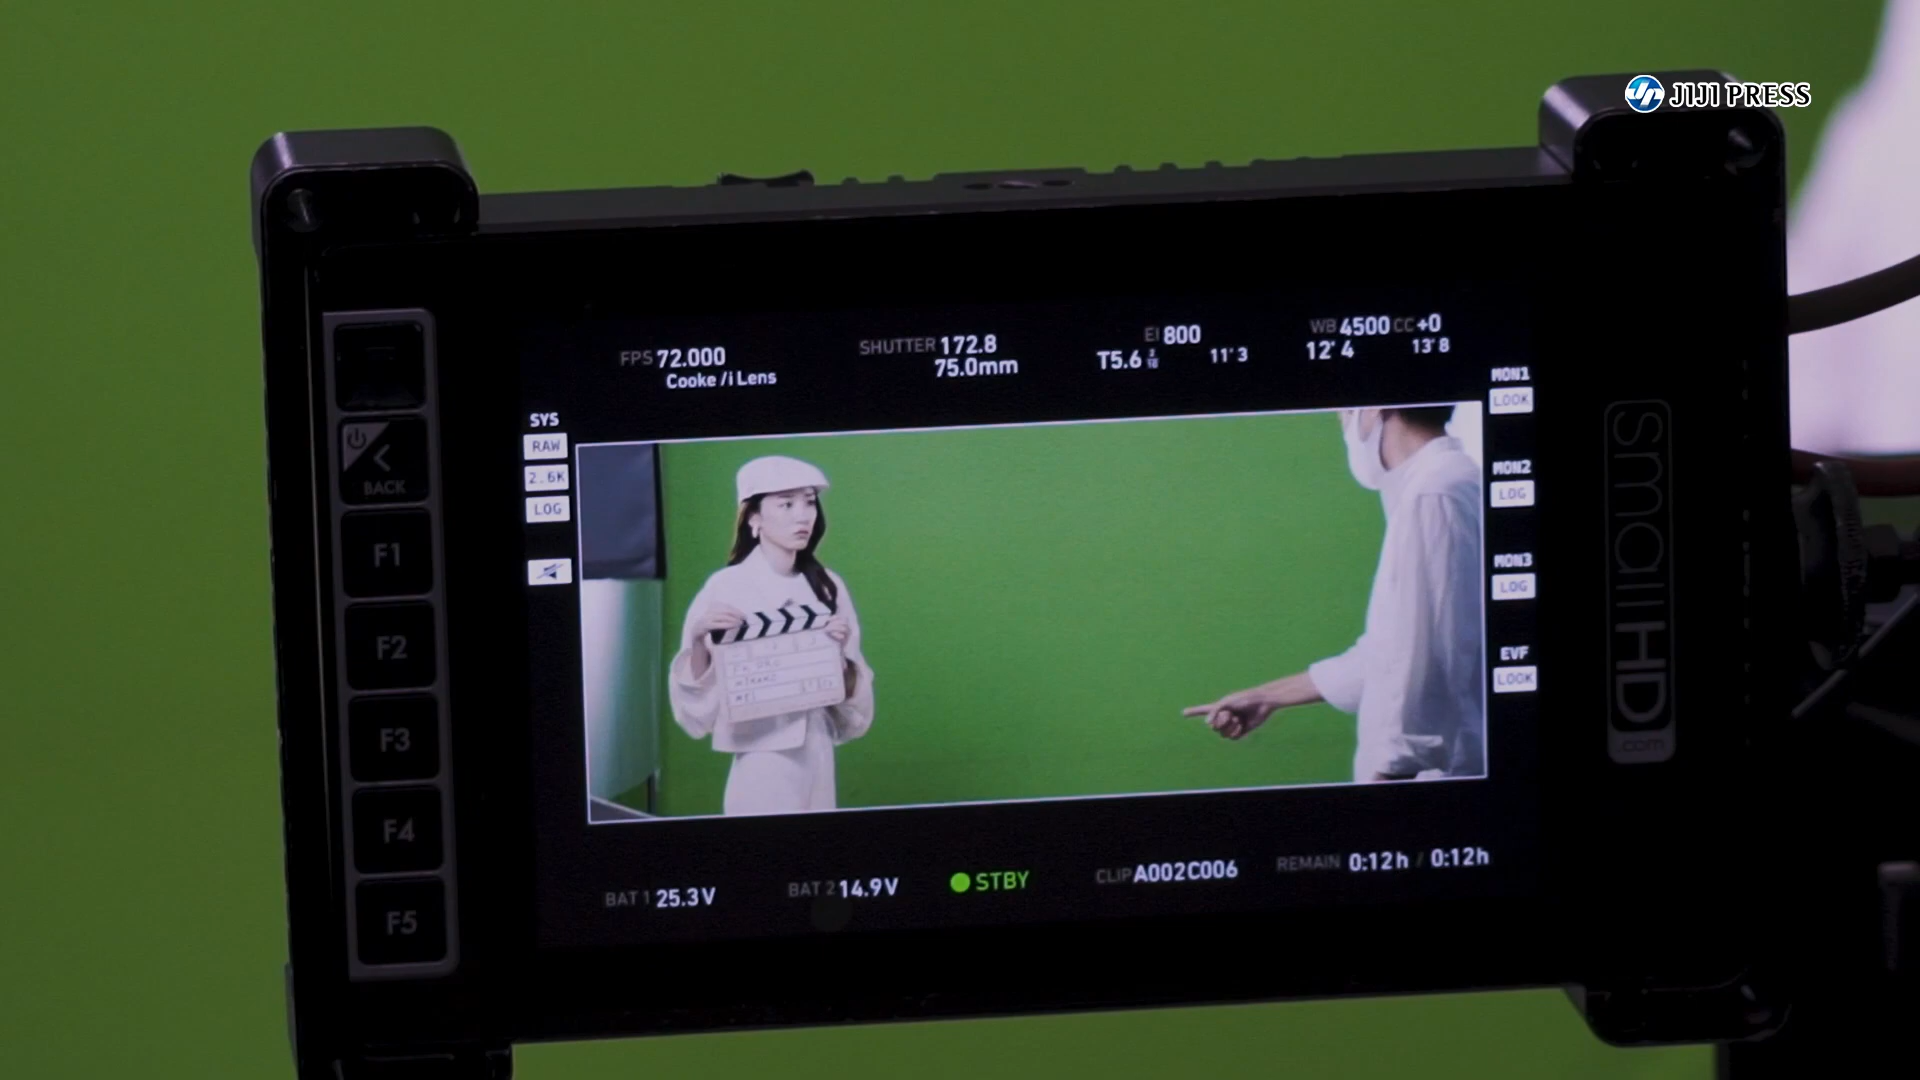 JIJI PRESS
FPS 72.000
Cooke /i Lens
SHUTTER 172.8
75.0mm
EI 800
T5.6
11' 3
WB 4500 CC +0
12' 4
13' 8
SYS
RAW
2.6K
LOG
MON1
LOOK
MON2
LOG
MON3
LOG
EVF
LOOK
BACK
F1
F2
F3
F4
F5
smallHD
.com
BAT 1 25.3V
BAT 2 14.9V
STBY
CLIP A002C006
REMAIN 0:12h / 0:12h